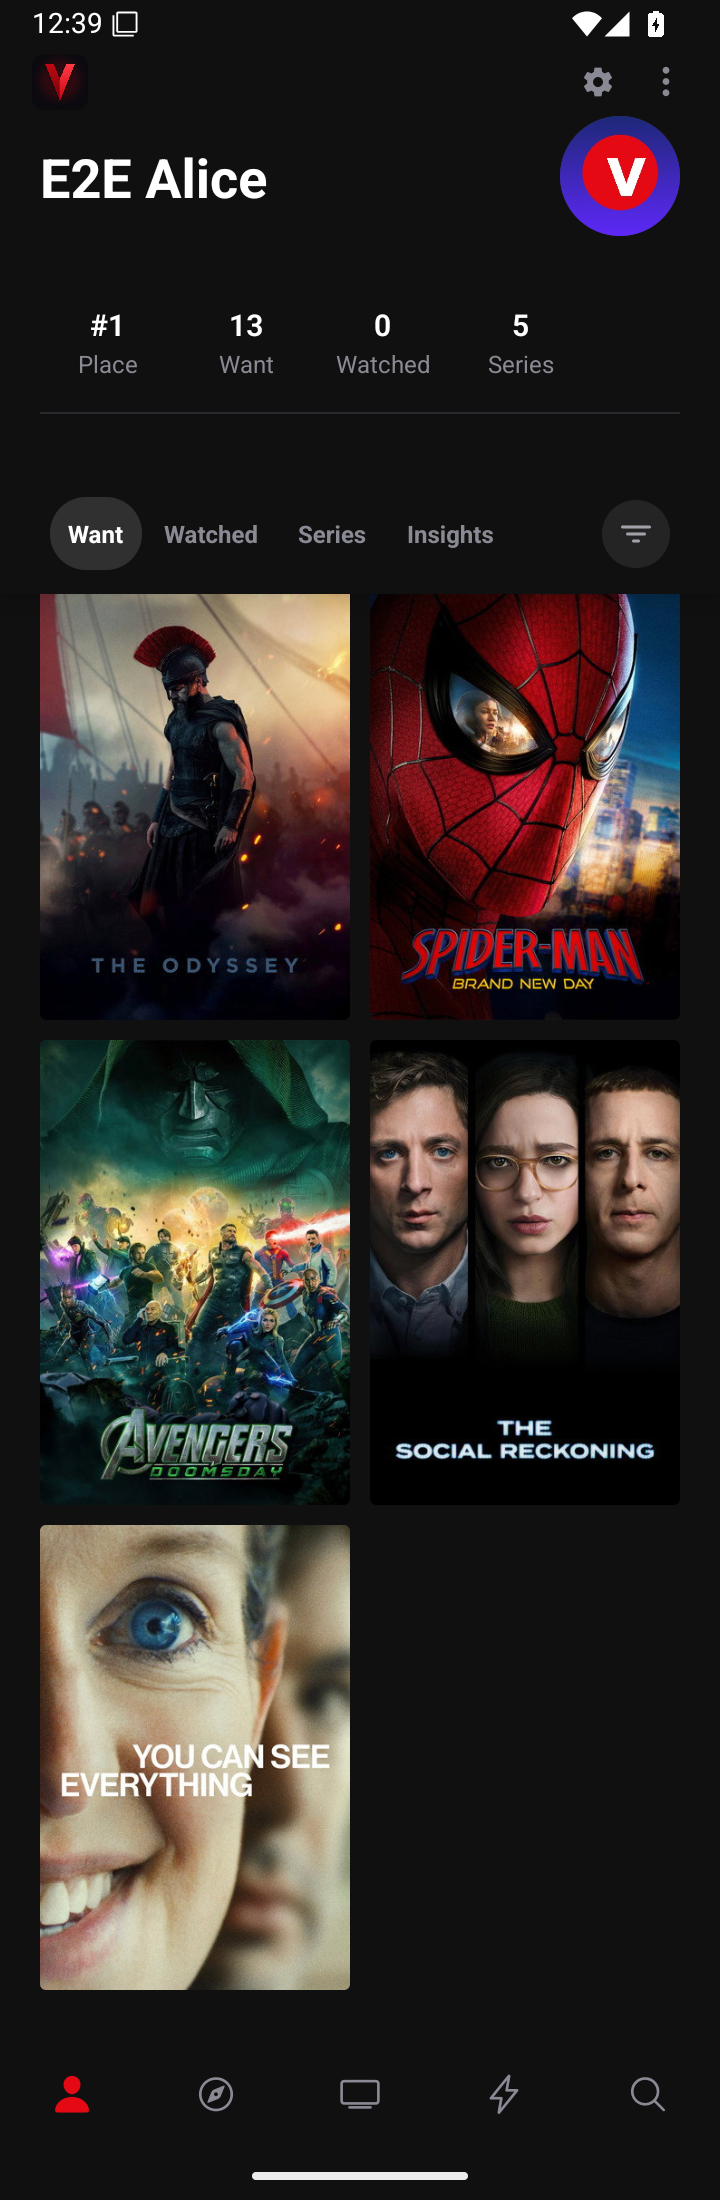 12:39
V
E2E Alice
V
#1
13
0
5
Place
Want
Watched
Series
Want
Watched
Series
Insights
THE ODYSSEY
SPIDER-MAN
BRAND NEW DAY
AVENGERS
DOOMSDAY
THE
SOCIAL RECKONING
YOU CAN SEE
EVERYTHING